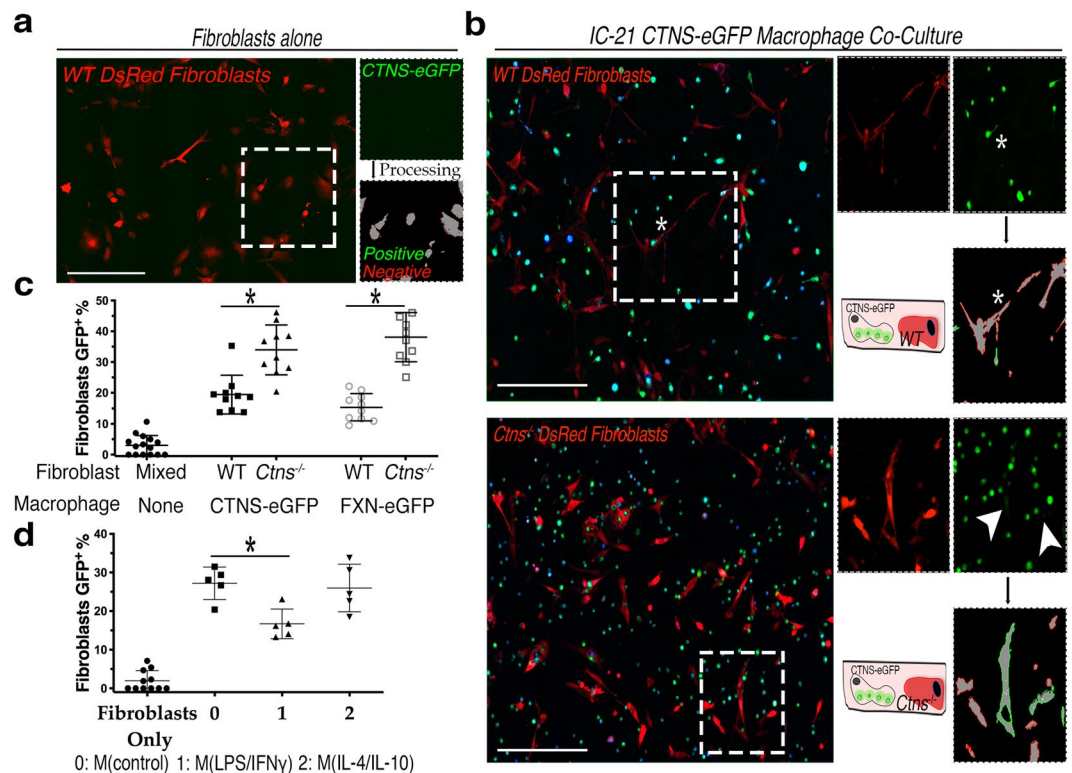 a
Fibroblasts alone
WT DsRed Fibroblasts
CTNS-eGFP
Processing
Positive
Negative
b
IC-21 CTNS-eGFP Macrophage Co-Culture
WT DsRed Fibroblasts
*
*
*
CTNS-eGFP
WT
Ctns-/- DsRed Fibroblasts
CTNS-eGFP
Ctns-/-
c
Fibroblasts GFP+ %
50
40
30
20
10
0
*
*
Fibroblast Mixed WT Ctns-/- WT Ctns-/-
Macrophage None CTNS-eGFP FXN-eGFP
d
Fibroblasts GFP+ %
40
30
20
10
0
*
Fibroblasts 0 1 2
Only
0: M(control) 1: M(LPS/IFNγ) 2: M(IL-4/IL-10)